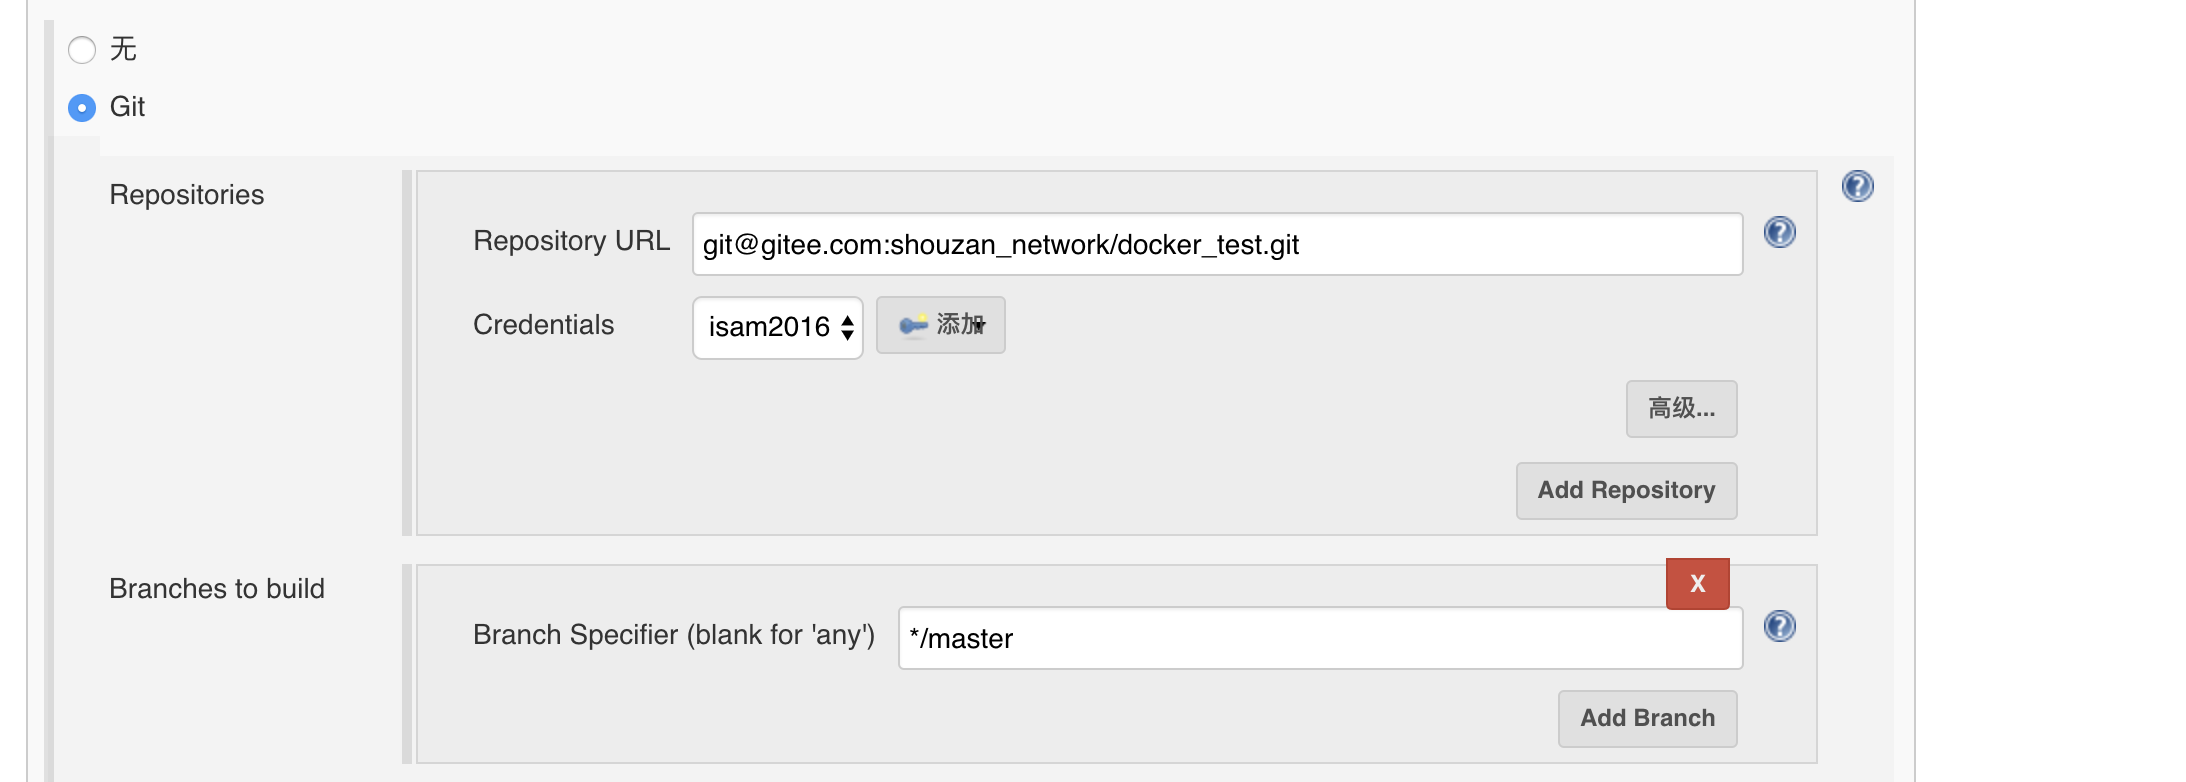 无
Git
Repositories
Repository URL git@gitee.com:shouzan_network/docker_test.git
Credentials isam2016 添加
高级...
Add Repository
Branches to build
X
Branch Specifier (blank for 'any') */master
Add Branch